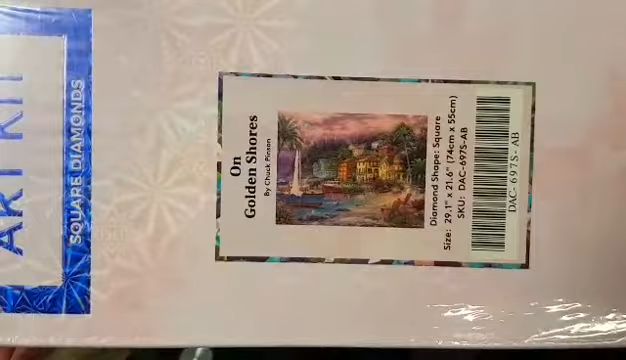 ART KIT
SQUARE DIAMONDS
On
Golden Shores
By Chuck Pinson
Diamond Shape: Square
Size: 29.1" x 21.6" (74cm x 55cm)
SKU: DAC-697S-AB
DAC-697S-AB